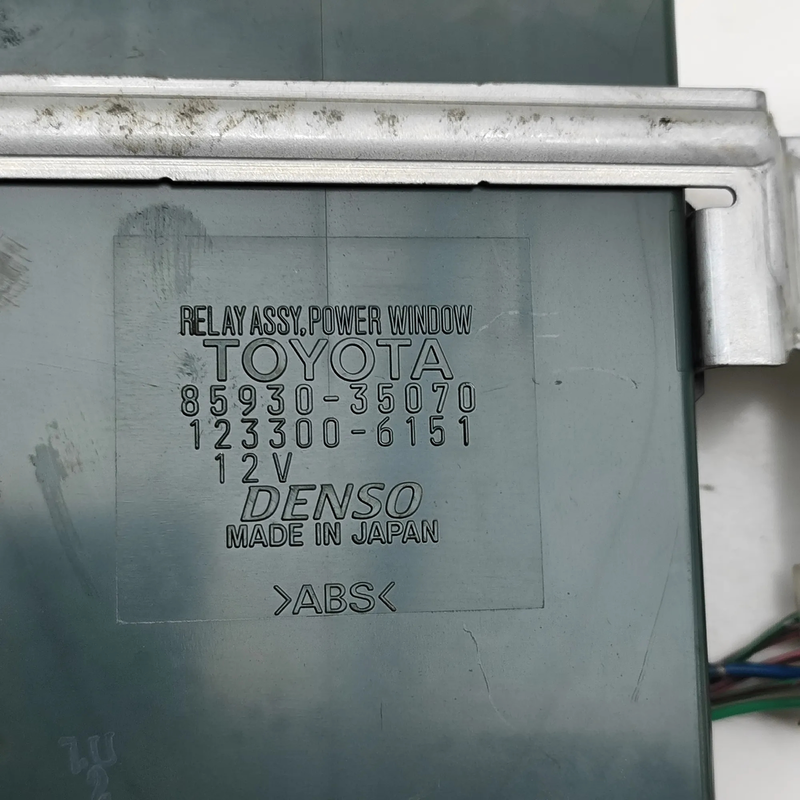 RELAY ASSY, POWER WINDOW
TOYOTA
85930-35070
123300-6151
12V
DENSO
MADE IN JAPAN
>ABS<